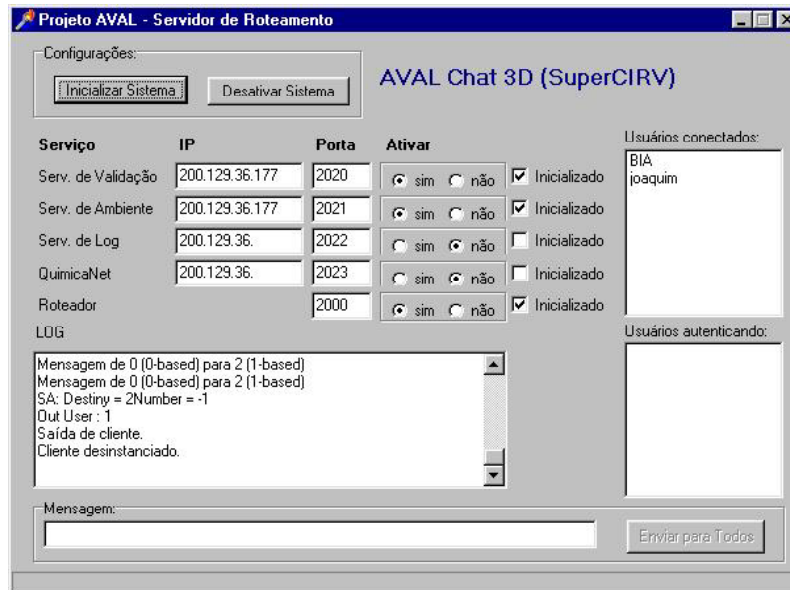 Projeto AVAL - Servidor de Roteamento
Configurações:
Inicializar Sistema Desativar Sistema
AVAL Chat 3D (SuperCIRV)
Serviço IP Porta Ativar
Serv. de Validação 200.129.36.177 2020 sim não Inicializado
Serv. de Ambiente 200.129.36.177 2021 sim não Inicializado
Serv. de Log 200.129.36. 2022 sim não Inicializado
QuimicaNet 200.129.36. 2023 sim não Inicializado
Roteador 2000 sim não Inicializado
Usuários conectados:
BIA
joaquim
Usuários autenticando:
LOG
Mensagem de 0 (0-based) para 2 (1-based)
Mensagem de 0 (0-based) para 2 (1-based)
SA: Destiny = 2Number = -1
Out User : 1
Saída de cliente.
Cliente desinstanciado.
Mensagem:
Enviar para Todos